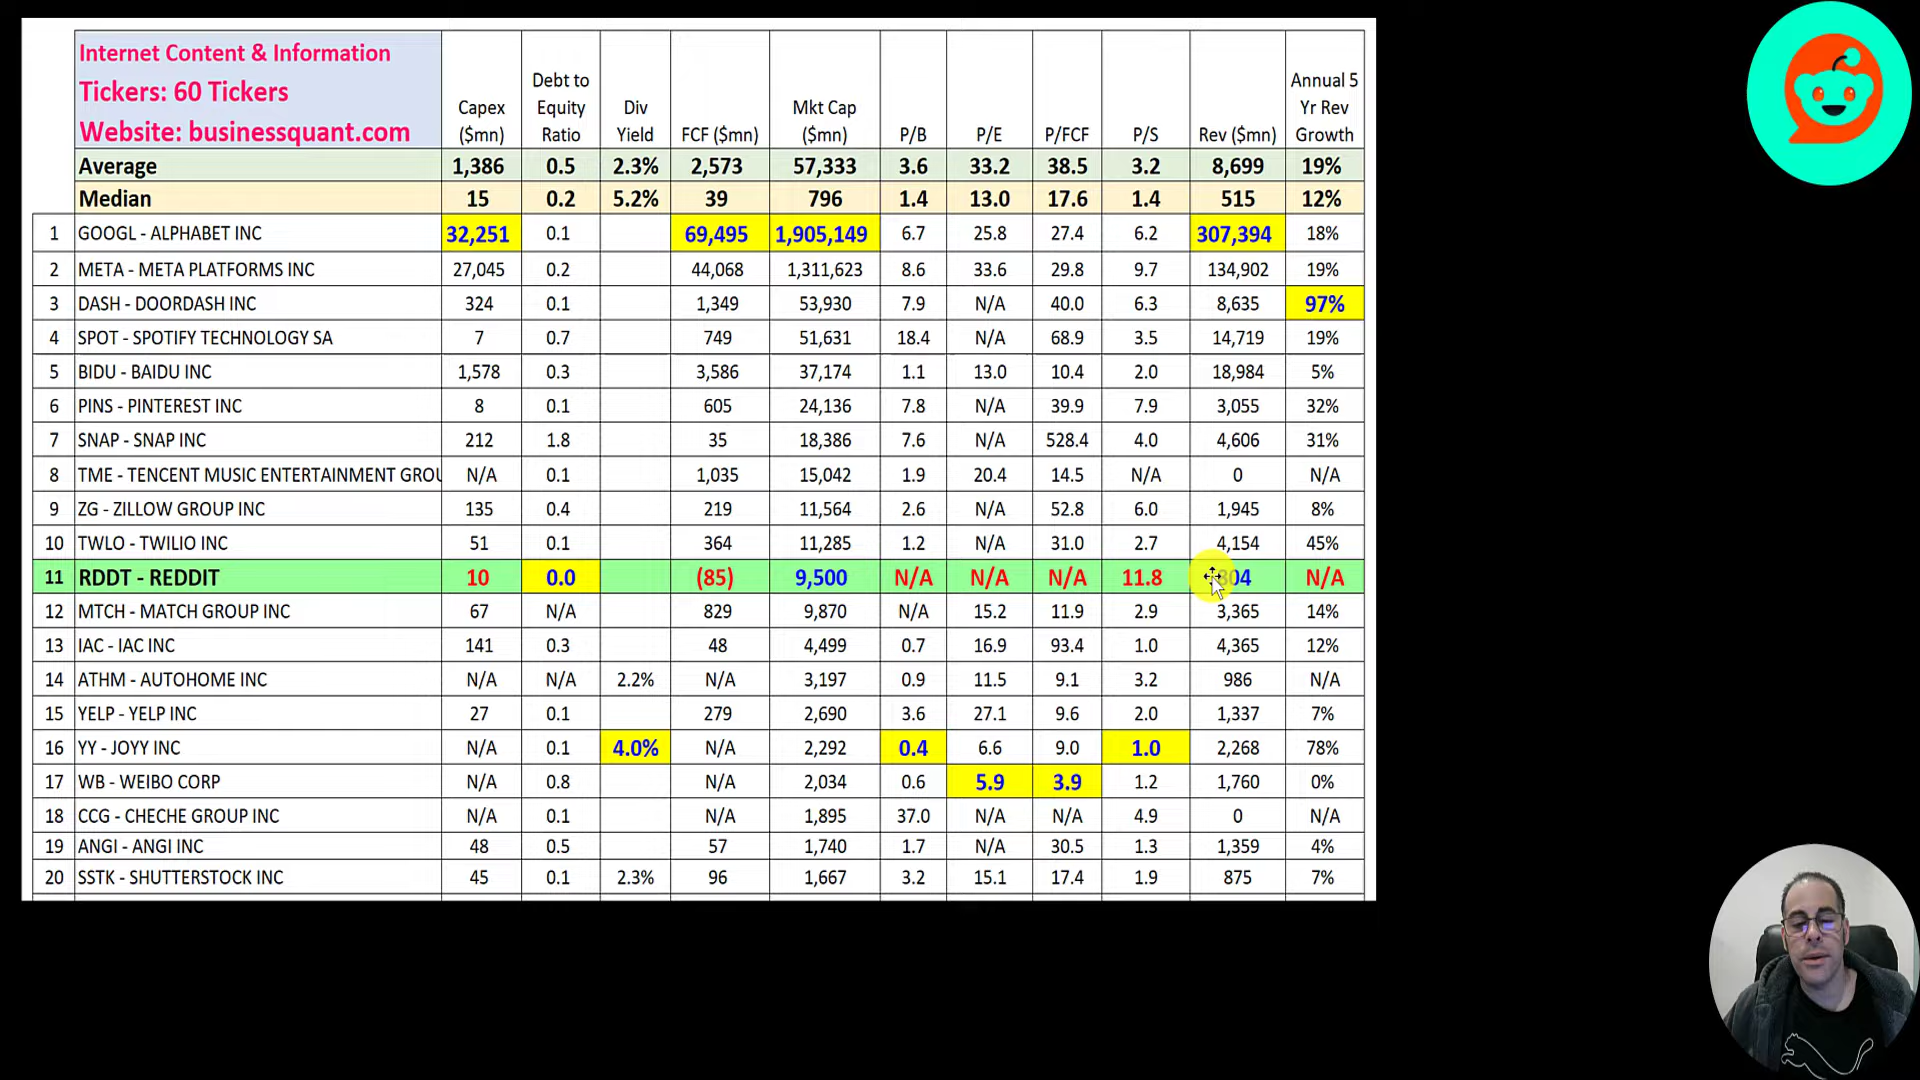 Internet Content & Information
Tickers: 60 Tickers
Website: businessquant.com
Capex ($mn) Debt to Equity Ratio Div Yield FCF ($mn) Mkt Cap ($mn) P/B P/E P/FCF P/S Rev ($mn) Annual 5 Yr Rev Growth
Average 1,386 0.5 2.3% 2,573 57,333 3.6 33.2 38.5 3.2 8,699 19%
Median 15 0.2 5.2% 39 796 1.4 13.0 17.6 1.4 515 12%
1 GOOGL - ALPHABET INC 32,251 0.1 69,495 1,905,149 6.7 25.8 27.4 6.2 307,394 18%
2 META - META PLATFORMS INC 27,045 0.2 44,068 1,311,623 8.6 33.6 29.8 9.7 134,902 19%
3 DASH - DOORDASH INC 324 0.1 1,349 53,930 7.9 N/A 40.0 6.3 8,635 97%
4 SPOT - SPOTIFY TECHNOLOGY SA 7 0.7 749 51,631 18.4 N/A 68.9 3.5 14,719 19%
5 BIDU - BAIDU INC 1,578 0.3 3,586 37,174 1.1 13.0 10.4 2.0 18,984 5%
6 PINS - PINTEREST INC 8 0.1 605 24,136 7.8 N/A 39.9 7.9 3,055 32%
7 SNAP - SNAP INC 212 1.8 35 18,386 7.6 N/A 528.4 4.0 4,606 31%
8 TME - TENCENT MUSIC ENTERTAINMENT GROU N/A 0.1 1,035 15,042 1.9 20.4 14.5 N/A 0 N/A
9 ZG - ZILLOW GROUP INC 135 0.4 219 11,564 2.6 N/A 52.8 6.0 1,945 8%
10 TWLO - TWILIO INC 51 0.1 364 11,285 1.2 N/A 31.0 2.7 4,154 45%
11 RDDT - REDDIT 10 0.0 (85) 9,500 N/A N/A N/A 11.8 804 N/A
12 MTCH - MATCH GROUP INC 67 N/A 829 9,870 N/A 15.2 11.9 2.9 3,365 14%
13 IAC - IAC INC 141 0.3 48 4,499 0.7 16.9 93.4 1.0 4,365 12%
14 ATHM - AUTOHOME INC N/A N/A 2.2% N/A 3,197 0.9 11.5 9.1 3.2 986 N/A
15 YELP - YELP INC 27 0.1 279 2,690 3.6 27.1 9.6 2.0 1,337 7%
16 YY - JOYY INC N/A 0.1 4.0% N/A 2,292 0.4 6.6 9.0 1.0 2,268 78%
17 WB - WEIBO CORP N/A 0.8 N/A 2,034 0.6 5.9 3.9 1.2 1,760 0%
18 CCG - CHECHE GROUP INC N/A 0.1 N/A 1,895 37.0 N/A N/A 4.9 0 N/A
19 ANGI - ANGI INC 48 0.5 57 1,740 1.7 N/A 30.5 1.3 1,359 4%
20 SSTK - SHUTTERSTOCK INC 45 0.1 2.3% 96 1,667 3.2 15.1 17.4 1.9 875 7%